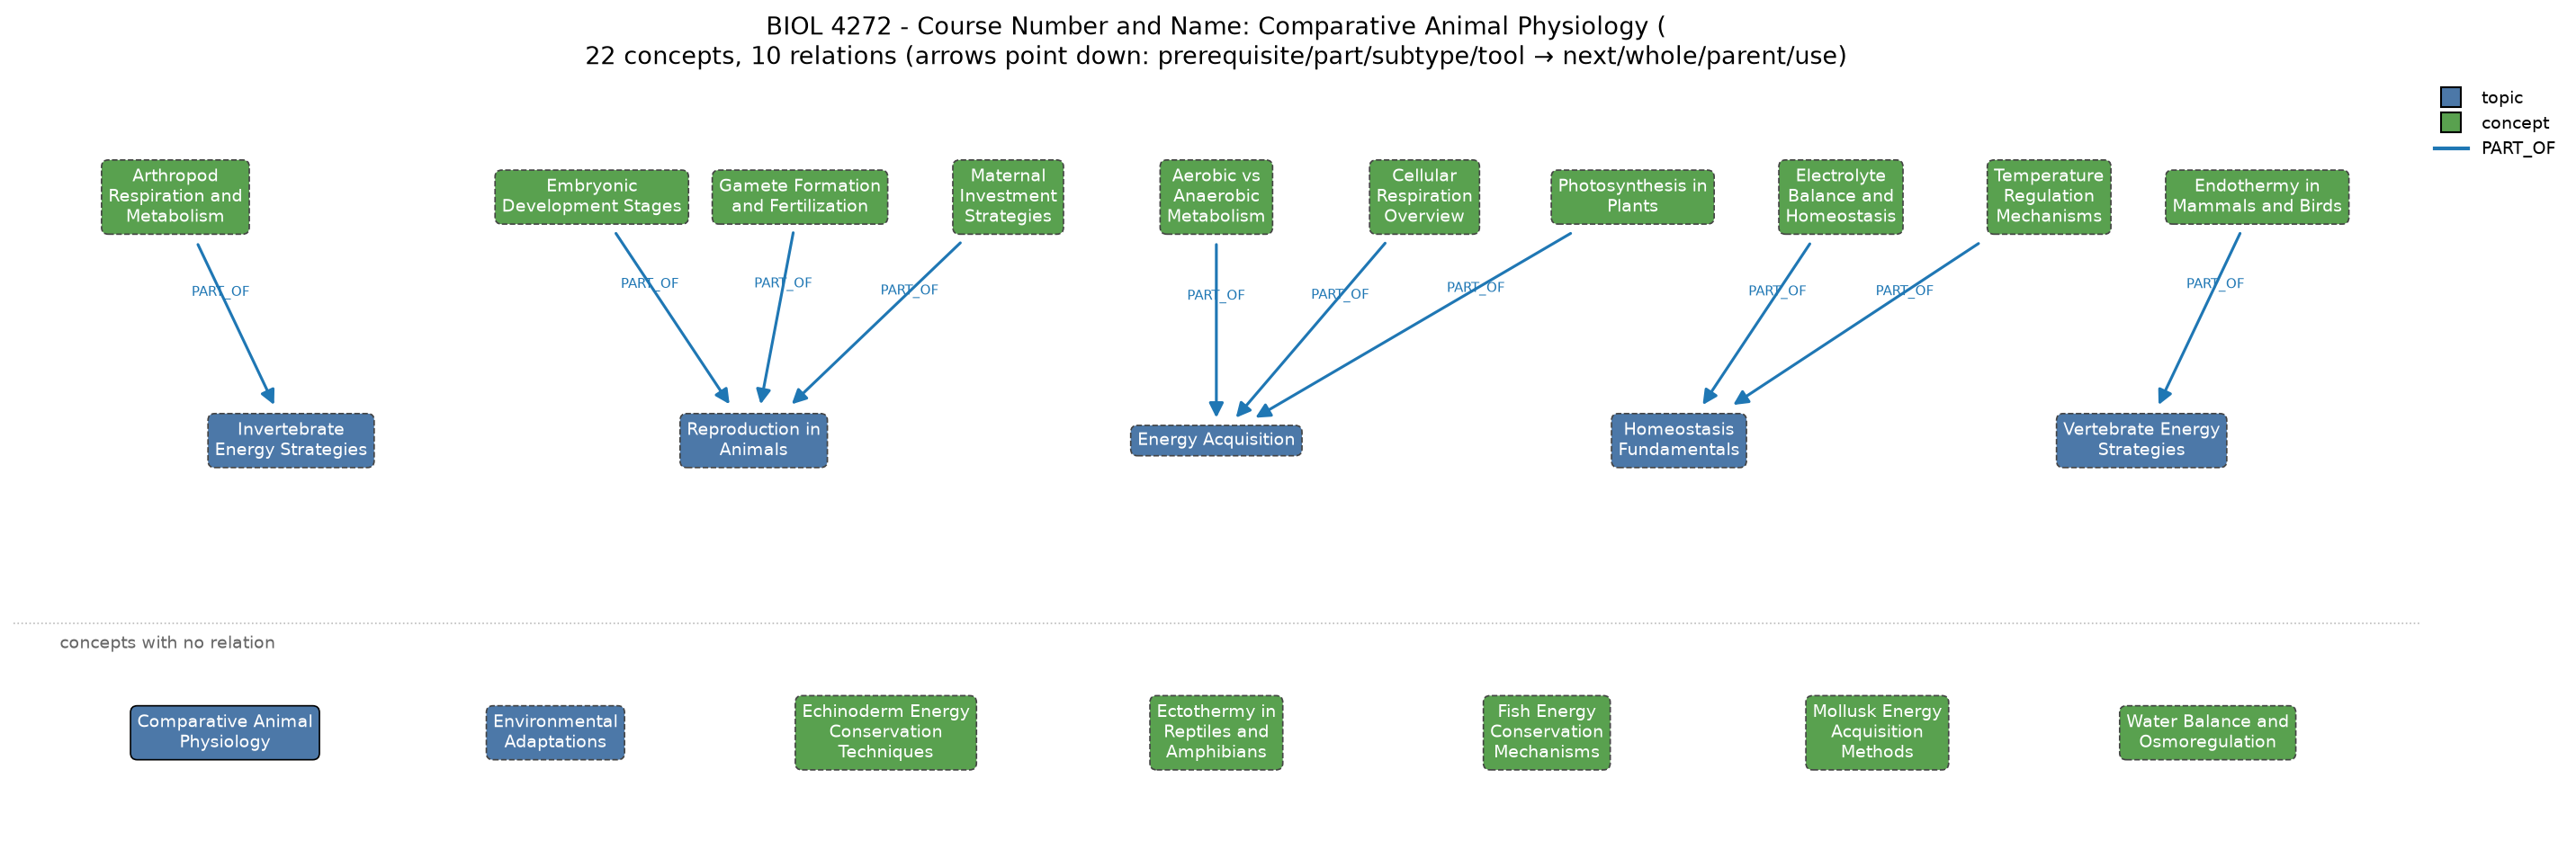 BIOL 4272 - Course Number and Name: Comparative Animal Physiology (
22 concepts, 10 relations (arrows point down: prerequisite/part/subtype/tool → next/whole/parent/use)
topic
concept
PART_OF
Arthropod
Respiration and
Metabolism
Embryonic
Development Stages
Gamete Formation
and Fertilization
Maternal
Investment
Strategies
Aerobic vs
Anaerobic
Metabolism
Cellular
Respiration
Overview
Photosynthesis in
Plants
Electrolyte
Balance and
Homeostasis
Temperature
Regulation
Mechanisms
Endothermy in
Mammals and Birds
PART_OF
PART_OF
PART_OF
PART_OF
PART_OF
PART_OF
PART_OF
PART_OF
PART_OF
PART_OF
Invertebrate
Energy Strategies
Reproduction in
Animals
Energy Acquisition
Homeostasis
Fundamentals
Vertebrate Energy
Strategies
concepts with no relation
Comparative Animal
Physiology
Environmental
Adaptations
Echinoderm Energy
Conservation
Techniques
Ectothermy in
Reptiles and
Amphibians
Fish Energy
Conservation
Mechanisms
Mollusk Energy
Acquisition
Methods
Water Balance and
Osmoregulation